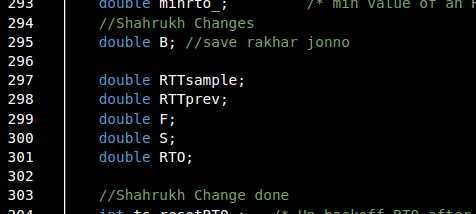 293 double minrto_; /* min value of an
294 //Shahrukh Changes
295 double B; //save rakhar jonno
296
297 double RTTsample;
298 double RTTprev;
299 double F;
300 double S;
301 double RTO;
302
303 //Shahrukh Change done
304 int ts_resetRTO_; /* Un-backoff RTO after